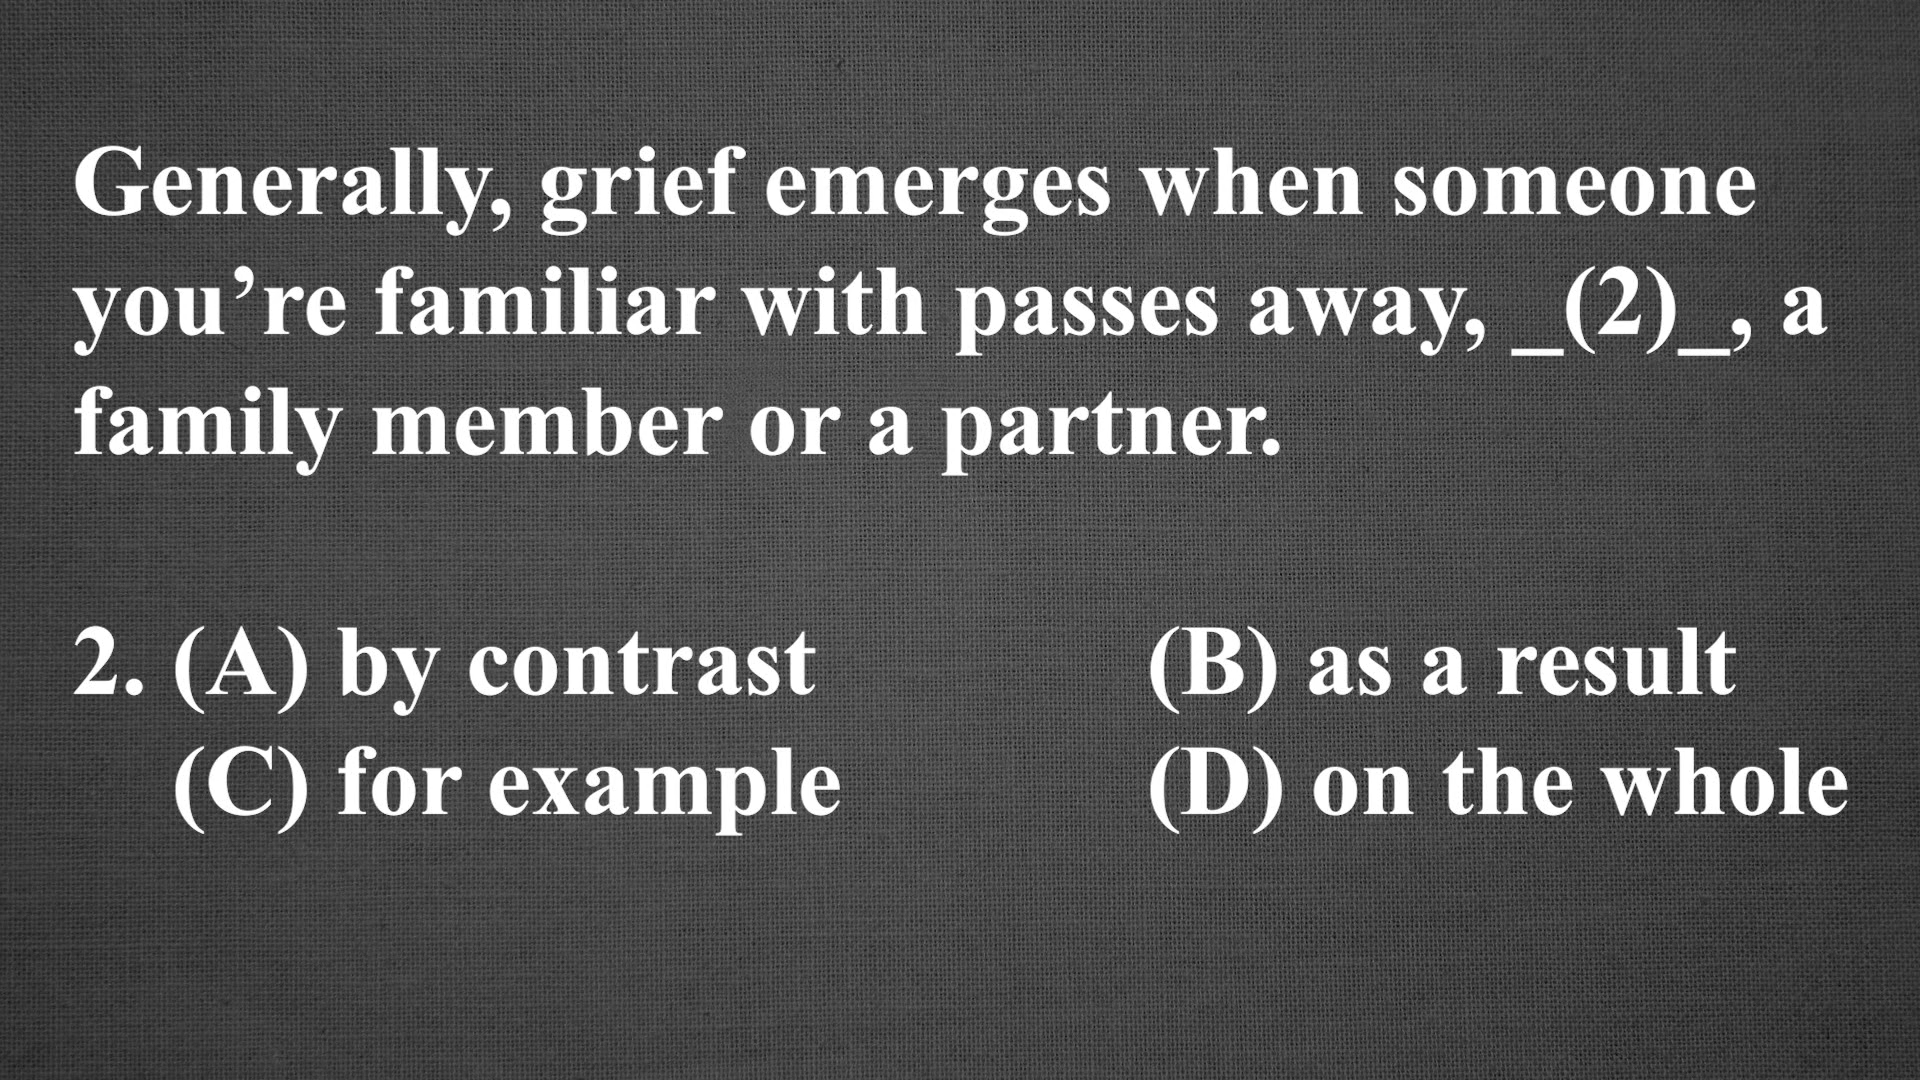 Generally, grief emerges when someone
you’re familiar with passes away, _(2)_, a
family member or a partner.
2. (A) by contrast (B) as a result
(C) for example (D) on the whole